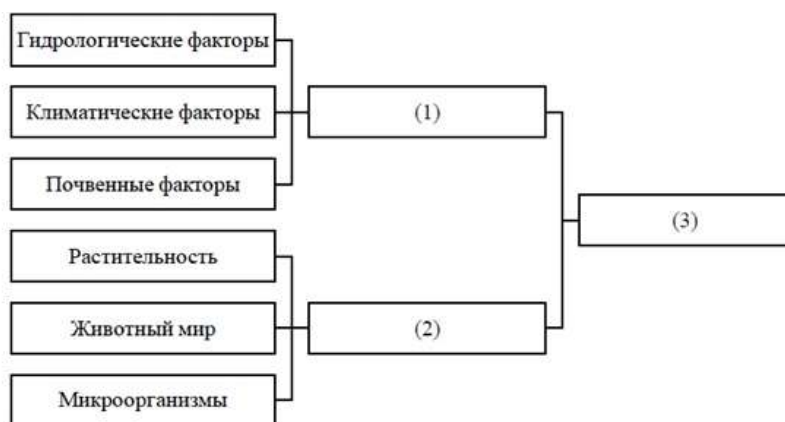 Гидрологические факторы
Климатические факторы
(1)
Почвенные факторы
(3)
Растительность
Животный мир
(2)
Микроорганизмы